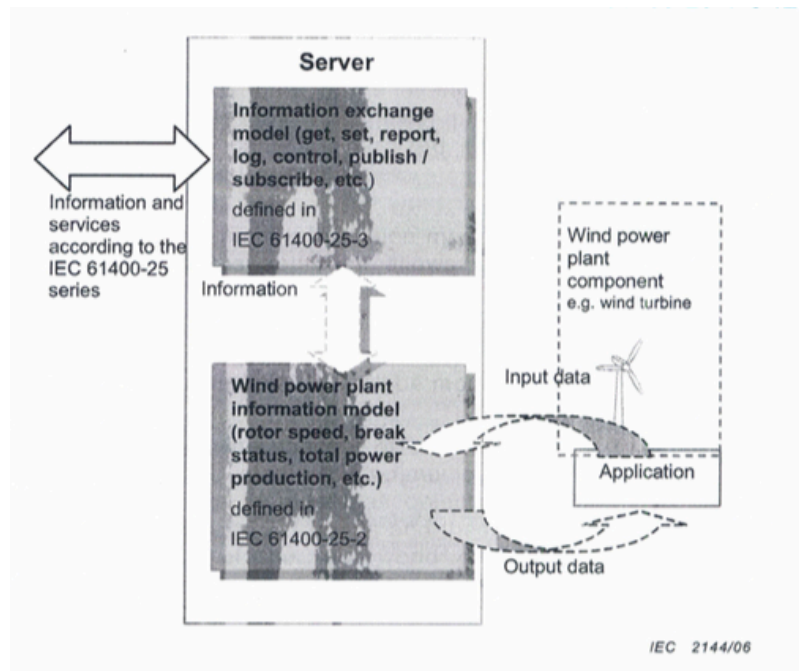 Server
Information exchange
model (get, set, report,
log, control, publish /
subscribe, etc.)
defined in
IEC 61400-25-3
Information and
services
according to the
IEC 61400-25
series
Information
Wind power
plant
component
e.g. wind turbine
Input data
Wind power plant
information model
(rotor speed, break
status, total power
production, etc.)
defined in
IEC 61400-25-2
Application
Output data
IEC 2144/06